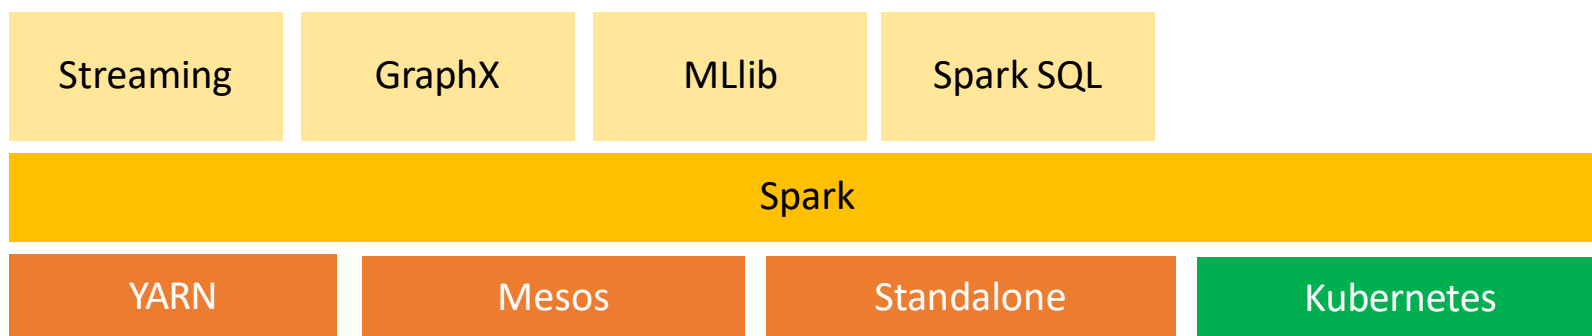 Streaming
GraphX
MLlib
Spark SQL
Spark
YARN
Mesos
Standalone
Kubernetes